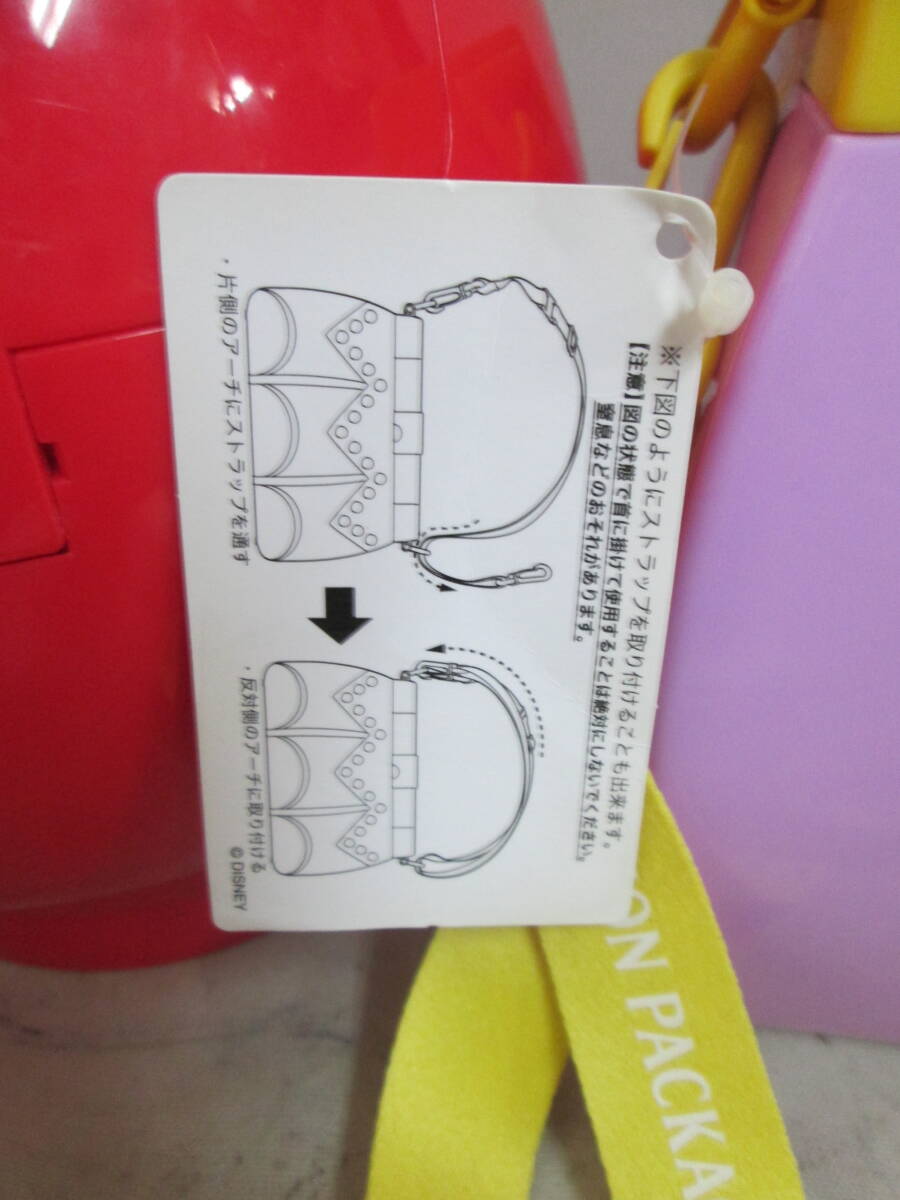 ※下図のようにストラップを取り付けることも出来ます。
【注意】図の状態で首に掛けて使用することは絶対にしないでください。
窒息などのおそれがあります。
・片側のアーチにストラップを通す
・反対側のアーチに取り付ける
© DISNEY
ON PACKA